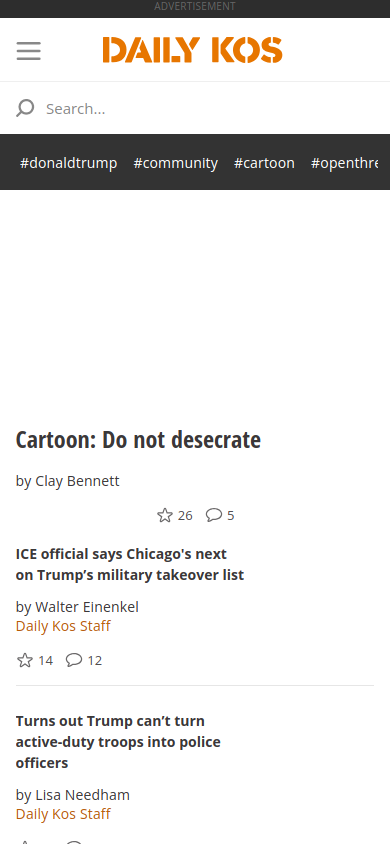 ADVERTISEMENT
DAILY KOS
Search...
#donaldtrump #community #cartoon #openthre
Cartoon: Do not desecrate
by Clay Bennett
26 5
ICE official says Chicago's next
on Trump’s military takeover list
by Walter Einenkel
Daily Kos Staff
14 12
Turns out Trump can’t turn
active-duty troops into police
officers
by Lisa Needham
Daily Kos Staff